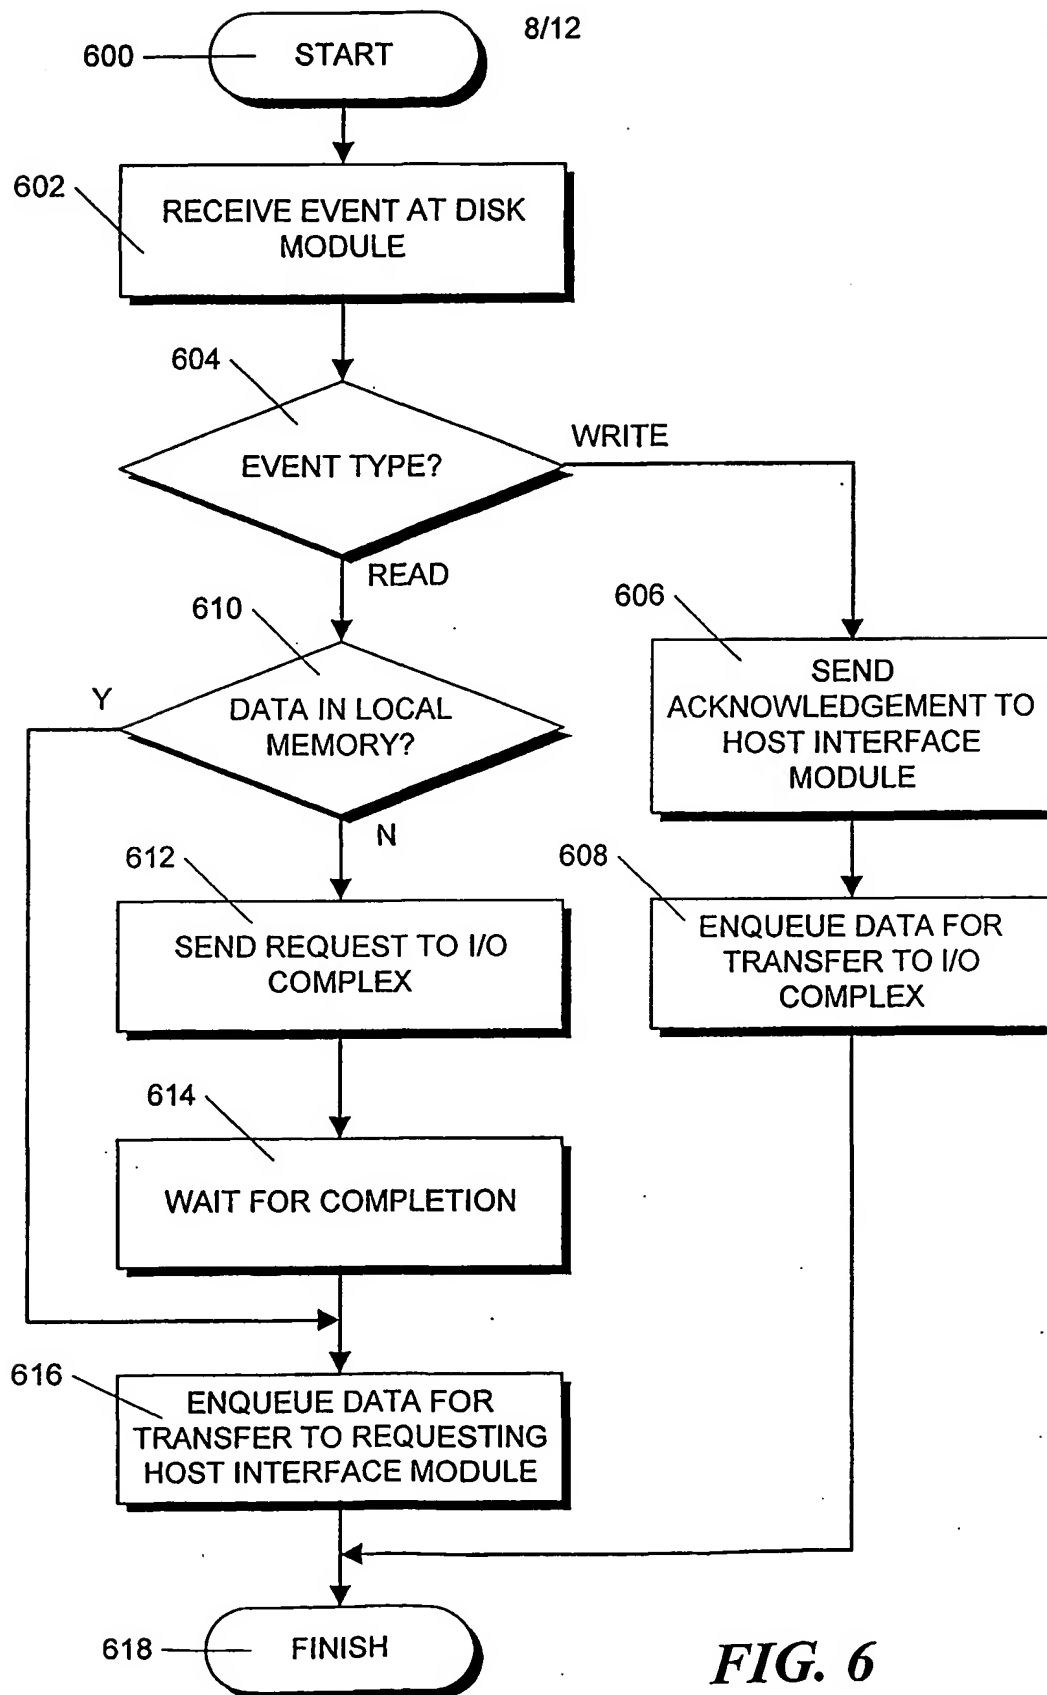 8/12
600
START
602
RECEIVE EVENT AT DISK
MODULE
604
EVENT TYPE?
WRITE
READ
610
606
Y
DATA IN LOCAL
MEMORY?
N
SEND
ACKNOWLEDGEMENT TO
HOST INTERFACE
MODULE
612
SEND REQUEST TO I/O
COMPLEX
608
ENQUEUE DATA FOR
TRANSFER TO I/O
COMPLEX
614
WAIT FOR COMPLETION
616
ENQUEUE DATA FOR
TRANSFER TO REQUESTING
HOST INTERFACE MODULE
618
FINISH
FIG. 6